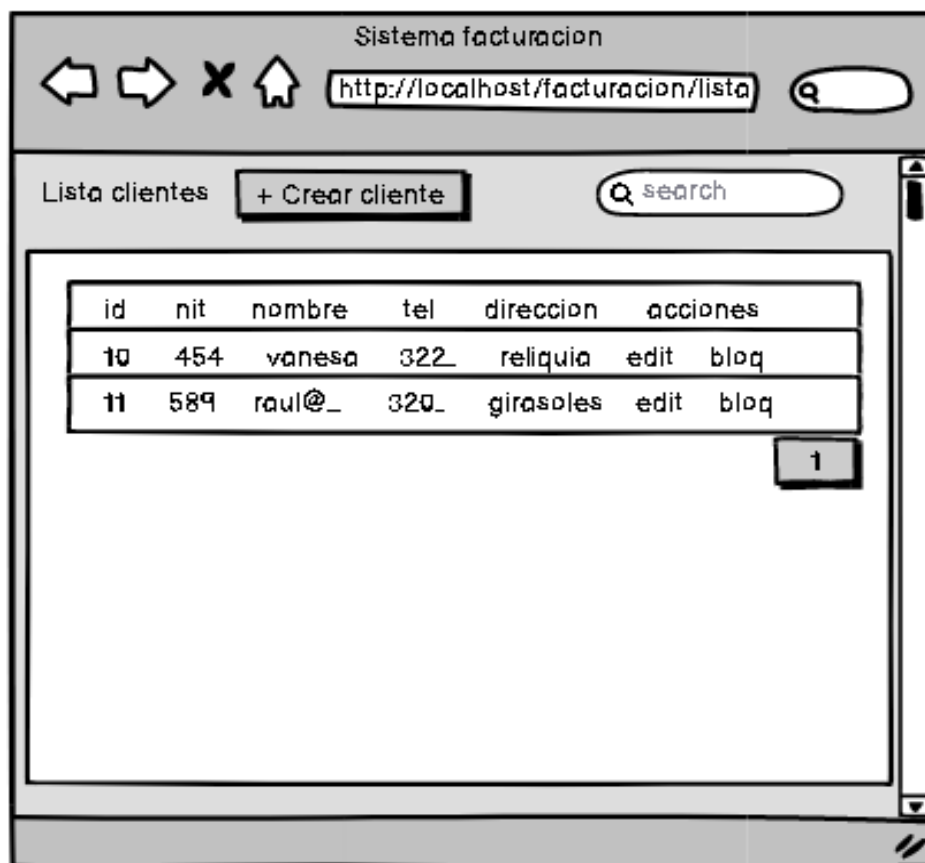 Sistema facturacion
http://localhost/facturacion/lista
Lista clientes + Crear cliente search
id nit nombre tel direccion acciones
10 454 vanesa 322_ reliquia edit bloq
11 589 raul@_ 320_ girasoles edit bloq
1